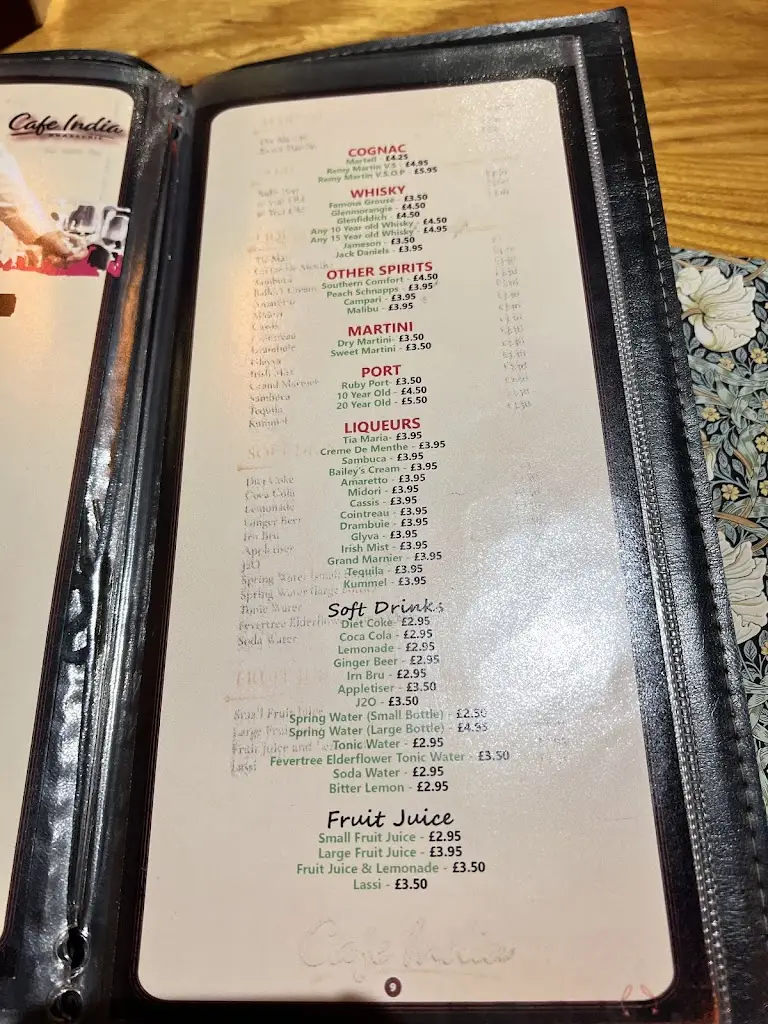 Cafe India
BRASSERIE
COGNAC
Martell - £4.25
Remy Martin V.S - £4.95
Remy Martin V.S.O.P - £5.95
WHISKY
Famous Grouse - £3.50
Glenmorangie - £4.50
Glenfiddich - £4.50
Any 10 Year old Whisky - £4.50
Any 15 Year old Whisky - £4.95
Jameson - £3.50
Jack Daniels - £3.95
OTHER SPIRITS
Southern Comfort - £4.50
Peach Schnapps - £3.95
Campari - £3.95
Malibu - £3.95
MARTINI
Dry Martini- £3.50
Sweet Martini - £3.50
PORT
Ruby Port- £3.50
10 Year Old - £4.50
20 Year Old - £5.50
LIQUEURS
Tia Maria- £3.95
Creme De Menthe - £3.95
Sambuca - £3.95
Bailey's Cream - £3.95
Amaretto - £3.95
Midori - £3.95
Cassis - £3.95
Cointreau - £3.95
Drambuie - £3.95
Glyva - £3.95
Irish Mist - £3.95
Grand Marnier - £3.95
Tequila - £3.95
Kummel - £3.95
Soft Drinks
Diet Coke - £2.95
Coca Cola - £2.95
Lemonade - £2.95
Ginger Beer - £2.95
Irn Bru - £2.95
Appletiser - £3.50
J2O - £3.50
Spring Water (Small Bottle) - £2.50
Spring Water (Large Bottle) - £4.95
Tonic Water - £2.95
Fevertree Elderflower Tonic Water - £3.50
Soda Water - £2.95
Bitter Lemon - £2.95
Fruit Juice
Small Fruit Juice - £2.95
Large Fruit Juice - £3.95
Fruit Juice & Lemonade - £3.50
Lassi - £3.50
Cafe India
9